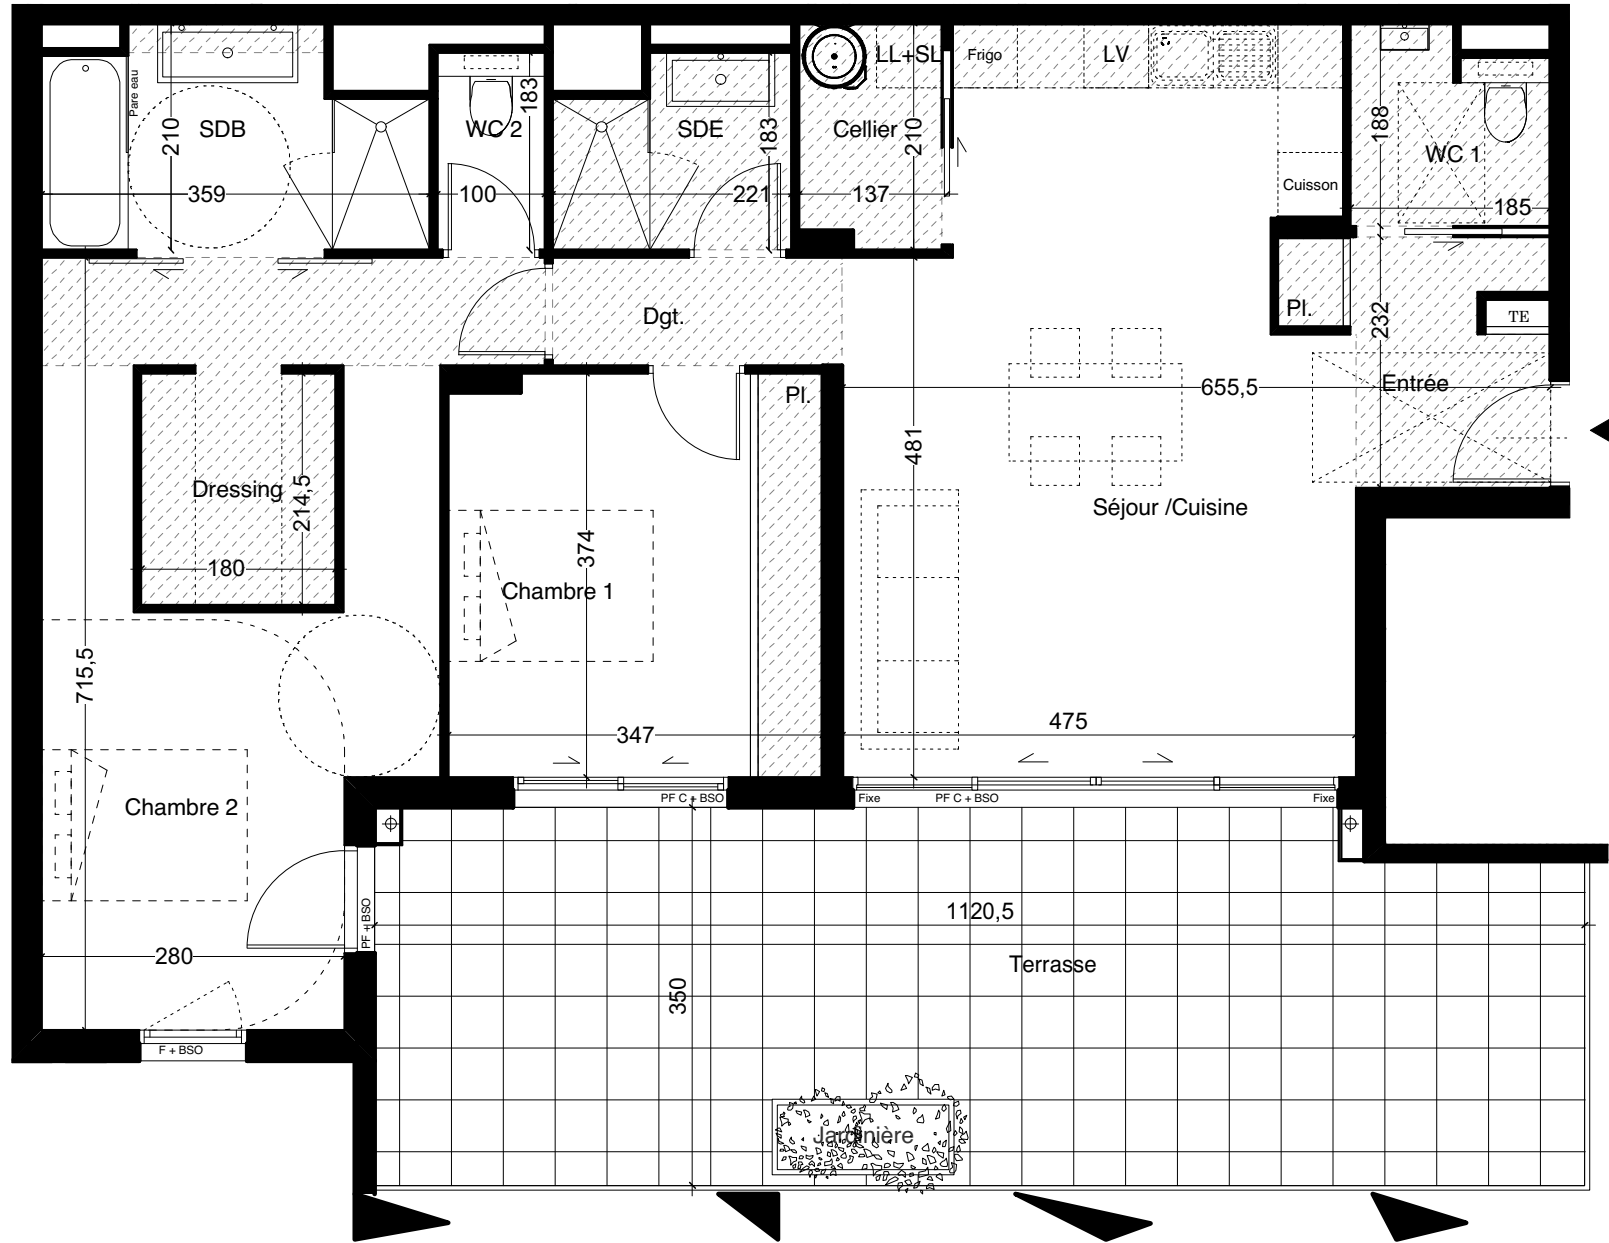 LL+SL
Frigo
LV
Pare eau
SDB
210
WC 2
183
SDE
183
Cellier
210
188
WC 1
Cuisson
359
100
221
137
185
Dgt.
Pl.
232
TE
Entrée
655,5
Pl.
481
Dressing
214,5
180
374
Chambre 1
Séjour /Cuisine
715,5
347
475
Chambre 2
PF C + BSO
Fixe
PF C + BSO
Fixe
PF + BSO
1120,5
Terrasse
280
350
F + BSO
Jardinière